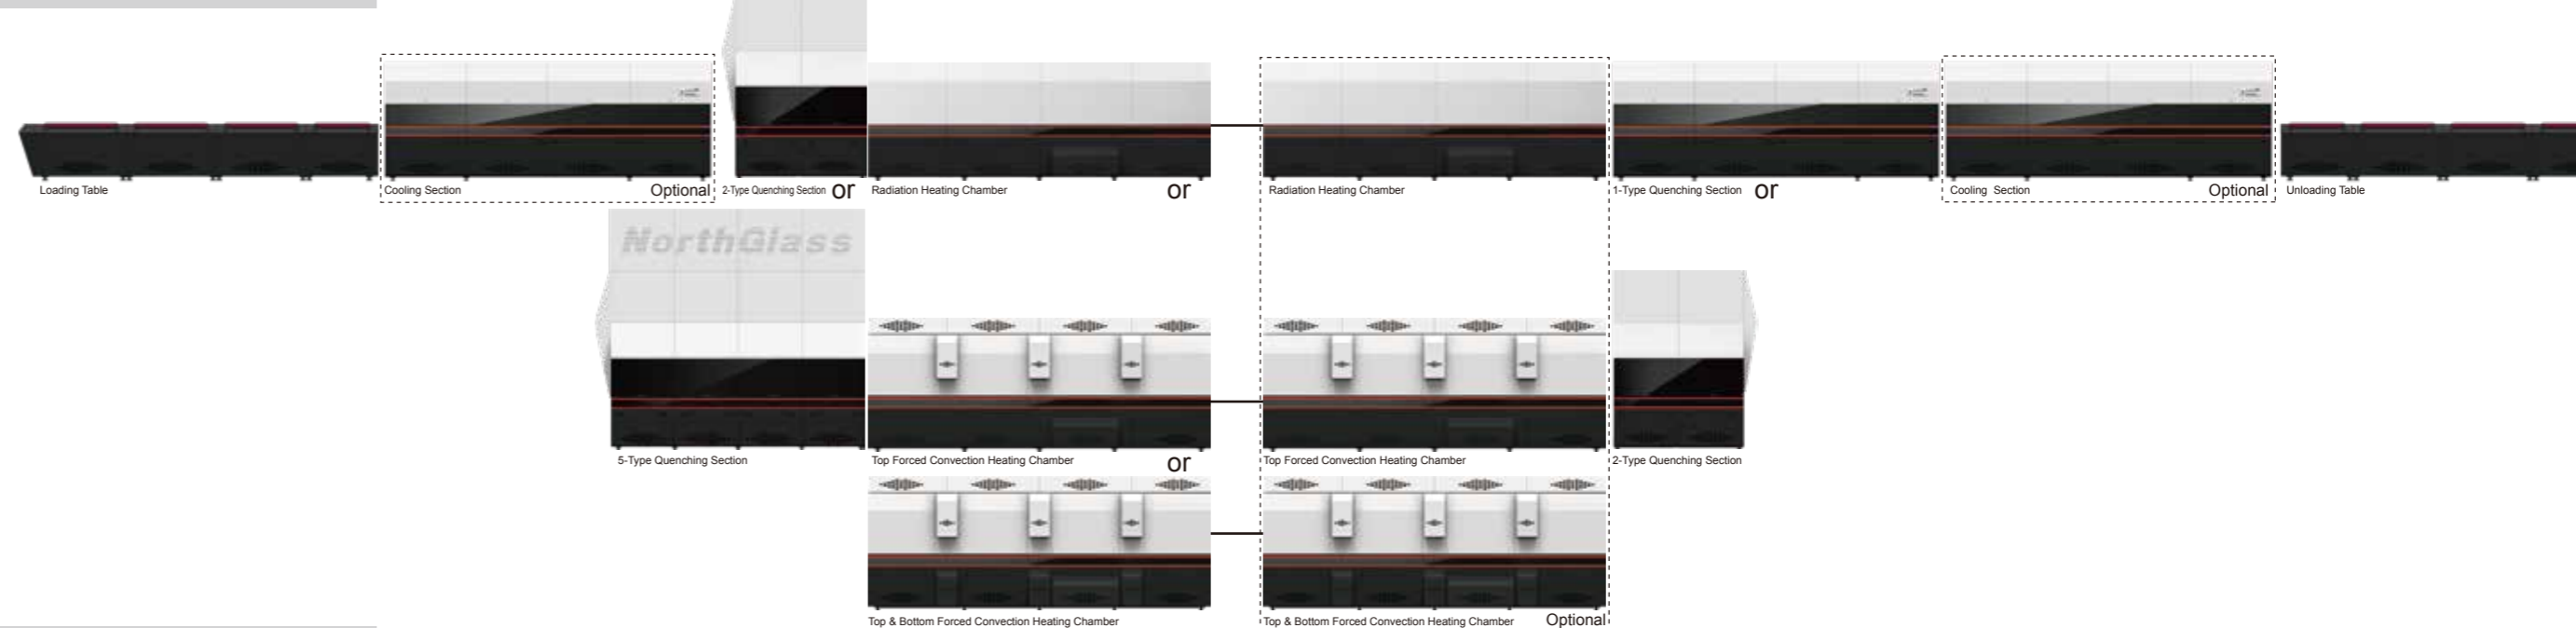 Loading Table
Cooling Section
Optional
2-Type Quenching Section
or
Radiation Heating Chamber
or
Radiation Heating Chamber
1-Type Quenching Section
or
Cooling Section
Optional
Unloading Table
NorthGlass
5-Type Quenching Section
Top Forced Convection Heating Chamber
or
Top Forced Convection Heating Chamber
2-Type Quenching Section
Top & Bottom Forced Convection Heating Chamber
Top & Bottom Forced Convection Heating Chamber
Optional